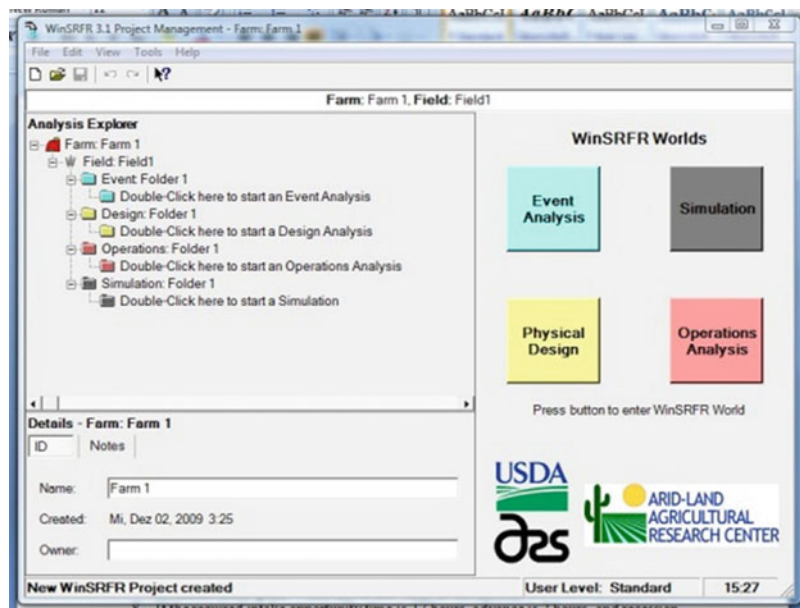 WinSRFR 3.1 Project Management - Farm: Farm 1
File Edit View Tools Help
Farm: Farm 1, Field: Field1
Analysis Explorer
Farm: Farm 1
Field: Field1
Event: Folder 1
Double-Click here to start an Event Analysis
Design: Folder 1
Double-Click here to start a Design Analysis
Operations: Folder 1
Double-Click here to start an Operations Analysis
Simulation: Folder 1
Double-Click here to start a Simulation
WinSRFR Worlds
Event
Analysis
Simulation
Physical
Design
Operations
Analysis
Press button to enter WinSRFR World
Details - Farm: Farm 1
ID Notes
Name: Farm 1
Created: Mi, Dez 02, 2009 3:25
Owner:
USDA
ars
ARID-LAND
AGRICULTURAL
RESEARCH CENTER
New WinSRFR Project created
User Level: Standard
15:27